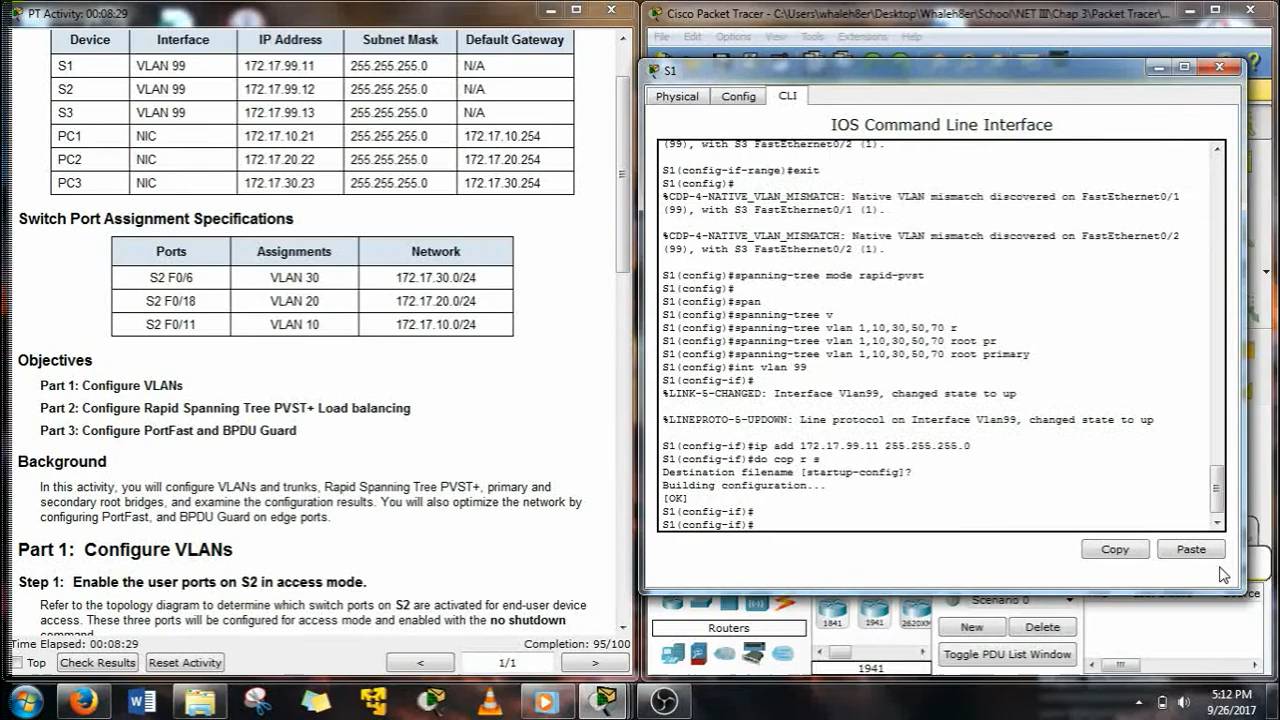 PT Activity: 00:08:29
Device Interface IP Address Subnet Mask Default Gateway
S1 VLAN 99 172.17.99.11 255.255.255.0 N/A
S2 VLAN 99 172.17.99.12 255.255.255.0 N/A
S3 VLAN 99 172.17.99.13 255.255.255.0 N/A
PC1 NIC 172.17.10.21 255.255.255.0 172.17.10.254
PC2 NIC 172.17.20.22 255.255.255.0 172.17.20.254
PC3 NIC 172.17.30.23 255.255.255.0 172.17.30.254
Switch Port Assignment Specifications
Ports Assignments Network
S2 F0/6 VLAN 30 172.17.30.0/24
S2 F0/18 VLAN 20 172.17.20.0/24
S2 F0/11 VLAN 10 172.17.10.0/24
Objectives
Part 1: Configure VLANs
Part 2: Configure Rapid Spanning Tree PVST+ Load balancing
Part 3: Configure PortFast and BPDU Guard
Background
In this activity, you will configure VLANs and trunks, Rapid Spanning Tree PVST+, primary and
secondary root bridges, and examine the configuration results. You will also optimize the network by
configuring PortFast, and BPDU Guard on edge ports.
Part 1: Configure VLANs
Step 1: Enable the user ports on S2 in access mode.
Refer to the topology diagram to determine which switch ports on S2 are activated for end-user device
access. These three ports will be configured for access mode and enabled with the no shutdown
command.
Time Elapsed: 00:08:29 Completion: 95/100
Top Check Results Reset Activity < 1/1 >
Cisco Packet Tracer - C:\Users\whaleh8er\Desktop\Whaleh8er\School\NET III\Chap 3\Packet Tracer\...
File Edit Options View Tools Extensions Help
S1
Physical Config CLI
IOS Command Line Interface
(99), with S3 FastEthernet0/2 (1).
S1(config-if-range)#exit
S1(config)#
%CDP-4-NATIVE_VLAN_MISMATCH: Native VLAN mismatch discovered on FastEthernet0/1
(99), with S3 FastEthernet0/1 (1).
%CDP-4-NATIVE_VLAN_MISMATCH: Native VLAN mismatch discovered on FastEthernet0/2
(99), with S3 FastEthernet0/2 (1).
S1(config)#spanning-tree mode rapid-pvst
S1(config)#
S1(config)#span
S1(config)#spanning-tree v
S1(config)#spanning-tree vlan 1,10,30,50,70 r
S1(config)#spanning-tree vlan 1,10,30,50,70 root pr
S1(config)#spanning-tree vlan 1,10,30,50,70 root primary
S1(config)#int vlan 99
S1(config-if)#
%LINK-5-CHANGED: Interface Vlan99, changed state to up
%LINEPROTO-5-UPDOWN: Line protocol on Interface Vlan99, changed state to up
S1(config-if)#ip add 172.17.99.11 255.255.255.0
S1(config-if)#do cop r s
Destination filename [startup-config]?
Building configuration...
[OK]
S1(config-if)#
S1(config-if)#
Copy Paste
Routers
1841 1941 2620XM
1941
Scenario 0
New Delete
Toggle PDU List Window
Source
5:12 PM
9/26/2017